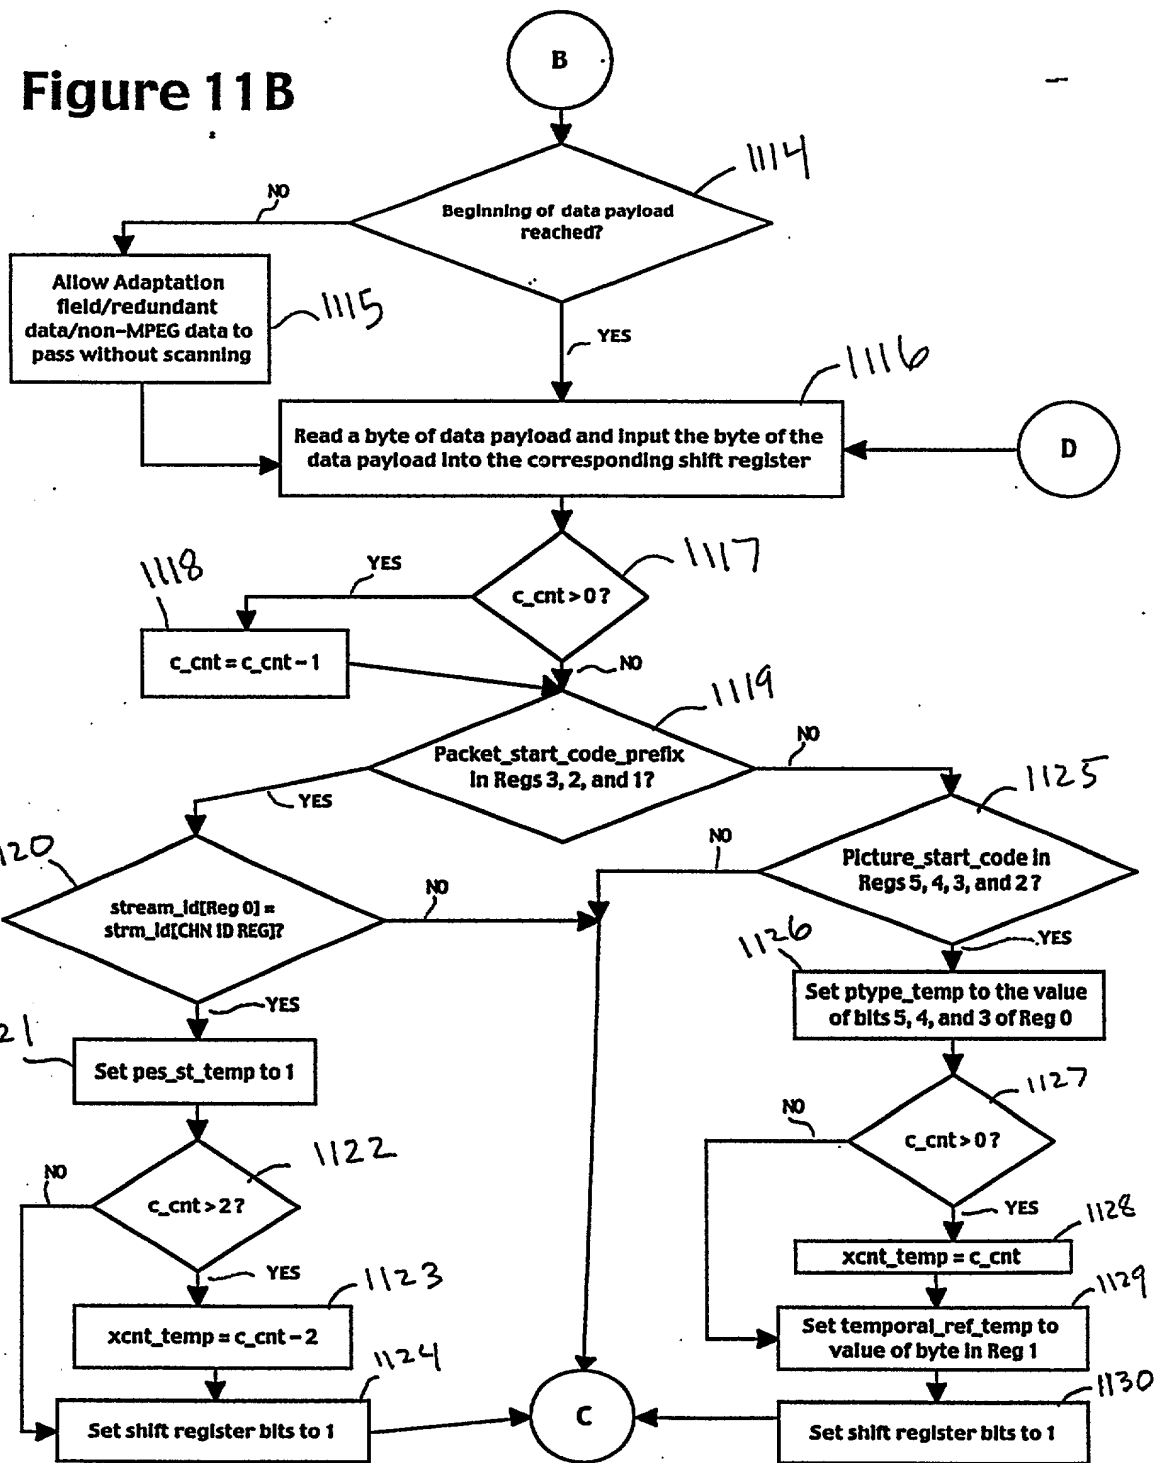 Figure 11B
B
1114
NO
Beginning of data payload
reached?
Allow Adaptation
field/redundant
data/non-MPEG data to
pass without scanning
1115
YES
1116
Read a byte of data payload and input the byte of the
data payload into the corresponding shift register
D
1117
1118
YES
c_cnt > 0 ?
c_cnt = c_cnt - 1
NO
1119
Packet_start_code_prefix
in Regs 3, 2, and 1?
NO
YES
1125
120
NO
Picture_start_code in
Regs 5, 4, 3, and 2 ?
stream_id[Reg 0] =
strm_id[CHN ID REG]?
NO
1126
YES
Set ptype_temp to the value
of bits 5, 4, and 3 of Reg 0
YES
21
Set pes_st_temp to 1
1127
NO
c_cnt > 0 ?
1122
NO
c_cnt > 2 ?
YES
1128
xcnt_temp = c_cnt
YES
1123
1129
xcnt_temp = c_cnt - 2
Set temporal_ref_temp to
value of byte in Reg 1
1124
1130
Set shift register bits to 1
C
Set shift register bits to 1